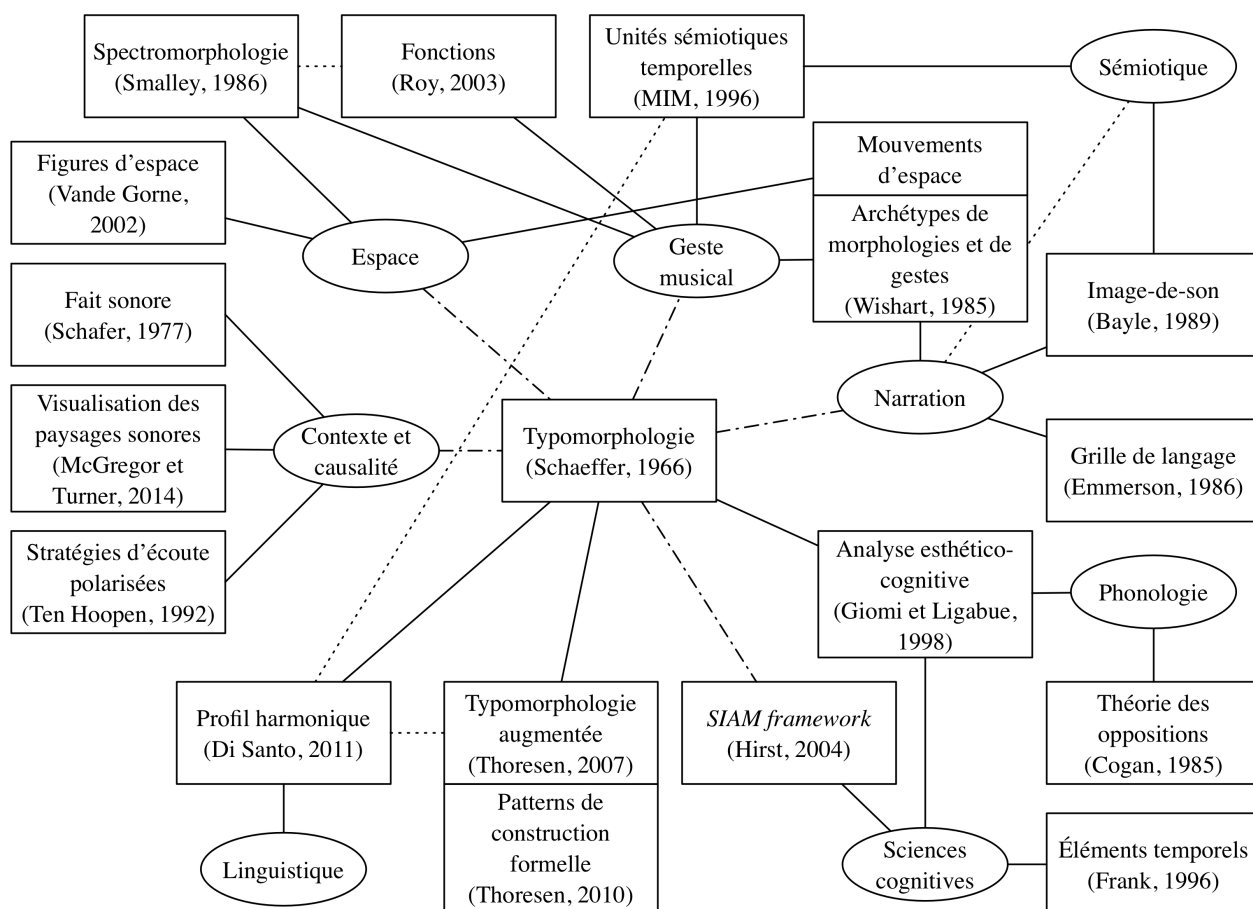 Spectromorphologie
(Smalley, 1986)
Fonctions
(Roy, 2003)
Unités sémiotiques
temporelles
(MIM, 1996)
Sémiotique
Figures d’espace
(Vande Gorne,
2002)
Mouvements
d’espace
Espace
Geste
musical
Archétypes de
morphologies et de
gestes
(Wishart, 1985)
Fait sonore
(Schafer, 1977)
Image-de-son
(Bayle, 1989)
Visualisation des
paysages sonores
(McGregor et
Turner, 2014)
Contexte et
causalité
Typomorphologie
(Schaeffer, 1966)
Narration
Grille de langage
(Emmerson, 1986)
Stratégies d’écoute
polarisées
(Ten Hoopen, 1992)
Analyse esthético-
cognitive
(Giomi et Ligabue,
1998)
Phonologie
Profil harmonique
(Di Santo, 2011)
Typomorphologie
augmentée
(Thoresen, 2007)
SIAM framework
(Hirst, 2004)
Théorie des
oppositions
(Cogan, 1985)
Linguistique
Patterns de
construction
formelle
(Thoresen, 2010)
Sciences
cognitives
Éléments temporels
(Frank, 1996)